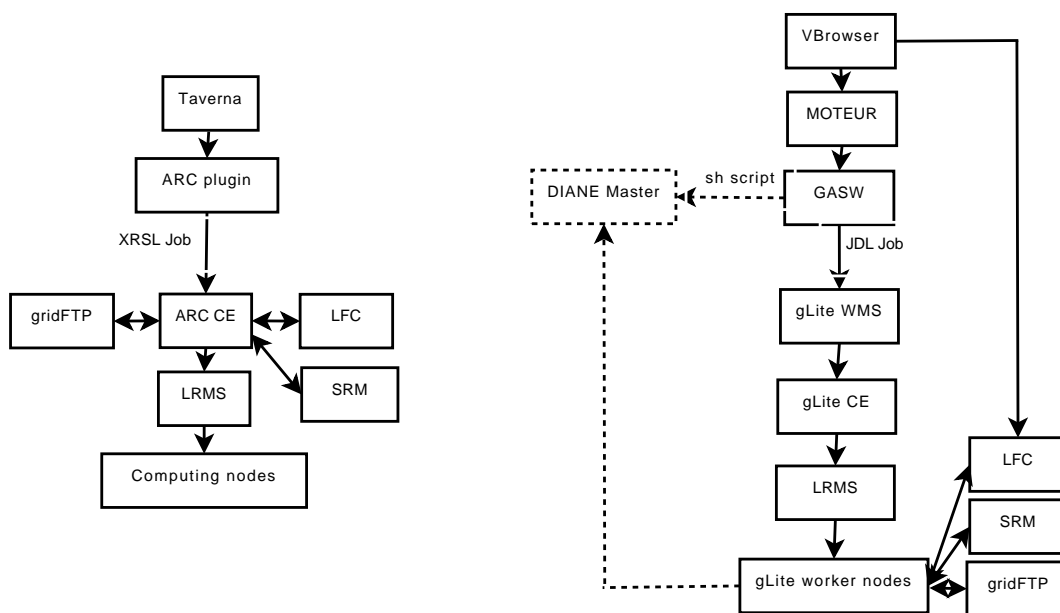 Taverna
ARC plugin
XRSL Job
gridFTP
ARC CE
LFC
LRMS
SRM
Computing nodes
VBrowser
MOTEUR
DIANE Master
sh script
GASW
JDL Job
gLite WMS
gLite CE
LRMS
LFC
SRM
gLite worker nodes
gridFTP